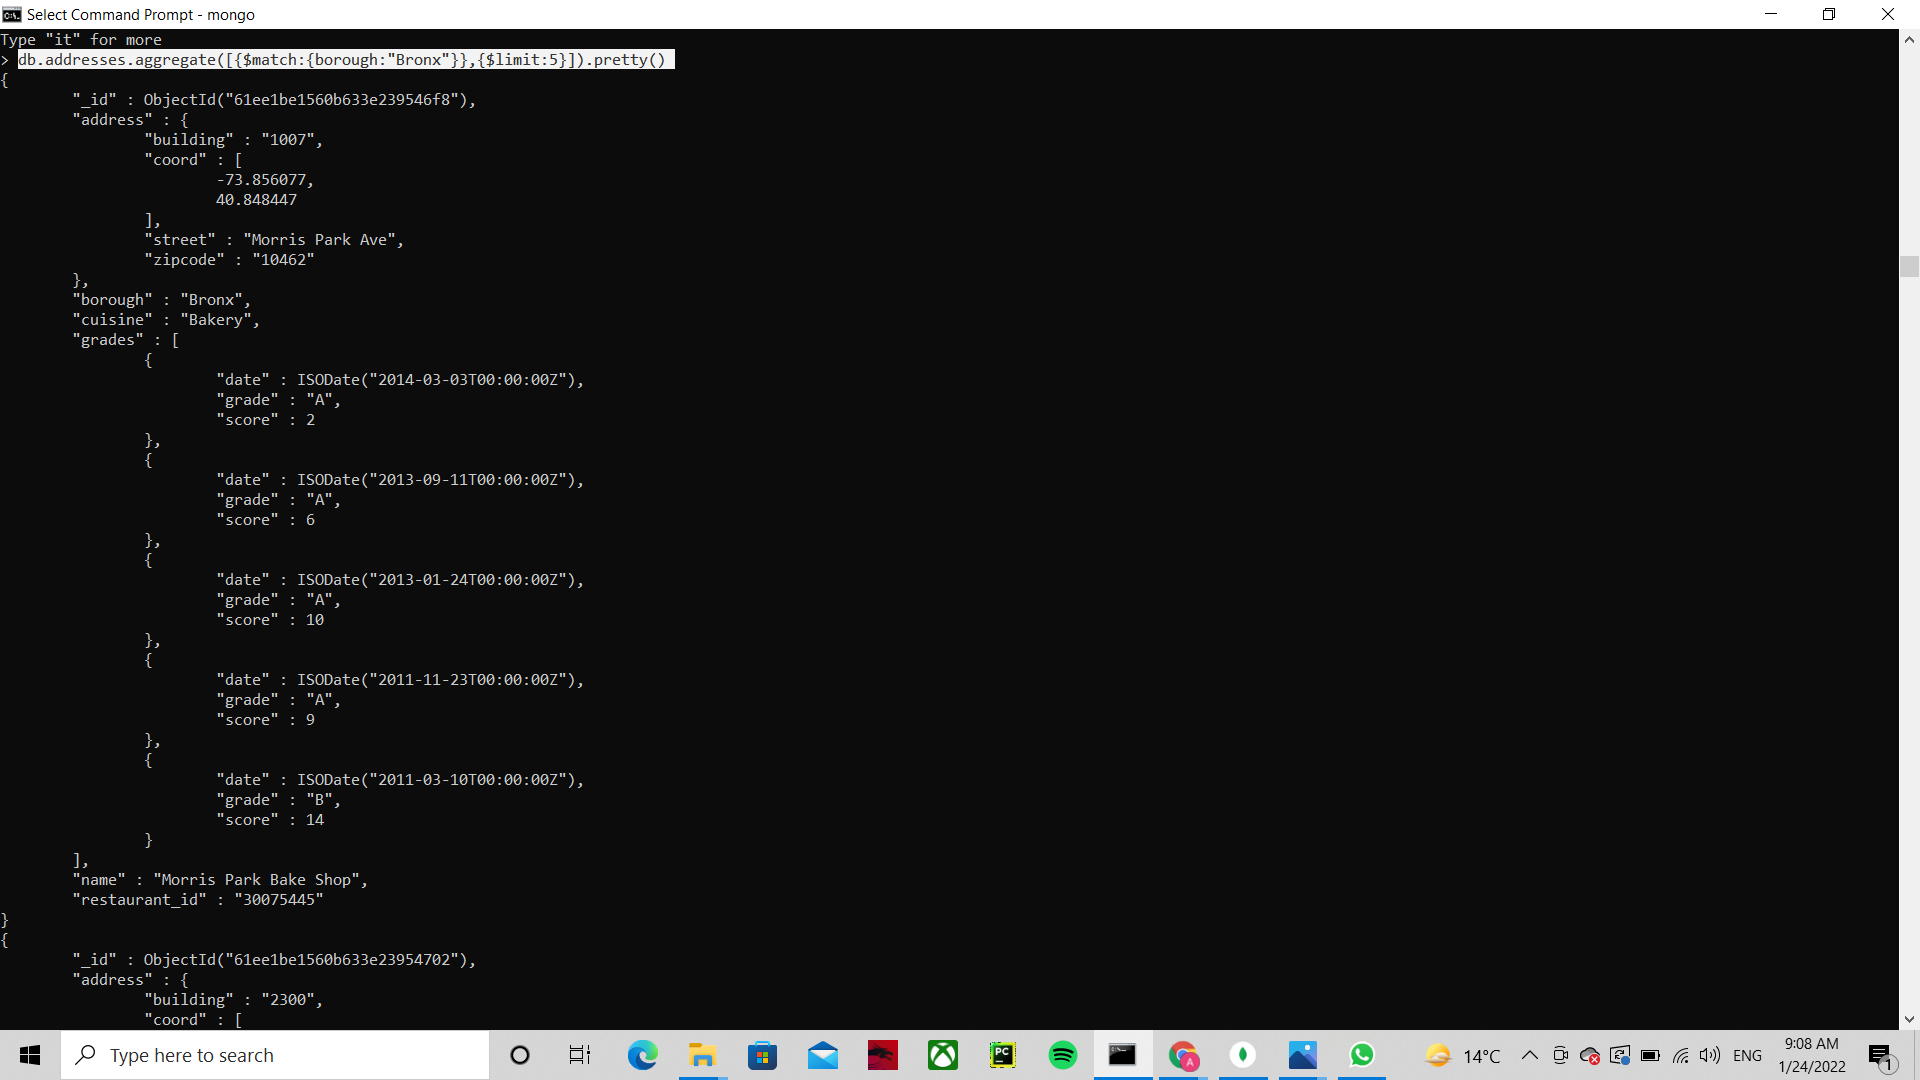 Select Command Prompt - mongo
Type "it" for more
> db.addresses.aggregate([{$match:{borough:"Bronx"}},{$limit:5}]).pretty()
{
"_id" : ObjectId("61ee1be1560b633e239546f8"),
"address" : {
"building" : "1007",
"coord" : [
-73.856077,
40.848447
],
"street" : "Morris Park Ave",
"zipcode" : "10462"
},
"borough" : "Bronx",
"cuisine" : "Bakery",
"grades" : [
{
"date" : ISODate("2014-03-03T00:00:00Z"),
"grade" : "A",
"score" : 2
},
{
"date" : ISODate("2013-09-11T00:00:00Z"),
"grade" : "A",
"score" : 6
},
{
"date" : ISODate("2013-01-24T00:00:00Z"),
"grade" : "A",
"score" : 10
},
{
"date" : ISODate("2011-11-23T00:00:00Z"),
"grade" : "A",
"score" : 9
},
{
"date" : ISODate("2011-03-10T00:00:00Z"),
"grade" : "B",
"score" : 14
}
],
"name" : "Morris Park Bake Shop",
"restaurant_id" : "30075445"
}
{
"_id" : ObjectId("61ee1be1560b633e23954702"),
"address" : {
"building" : "2300",
"coord" : [
Type here to search
PC
A
14°C
ENG
9:08 AM
1/24/2022
1